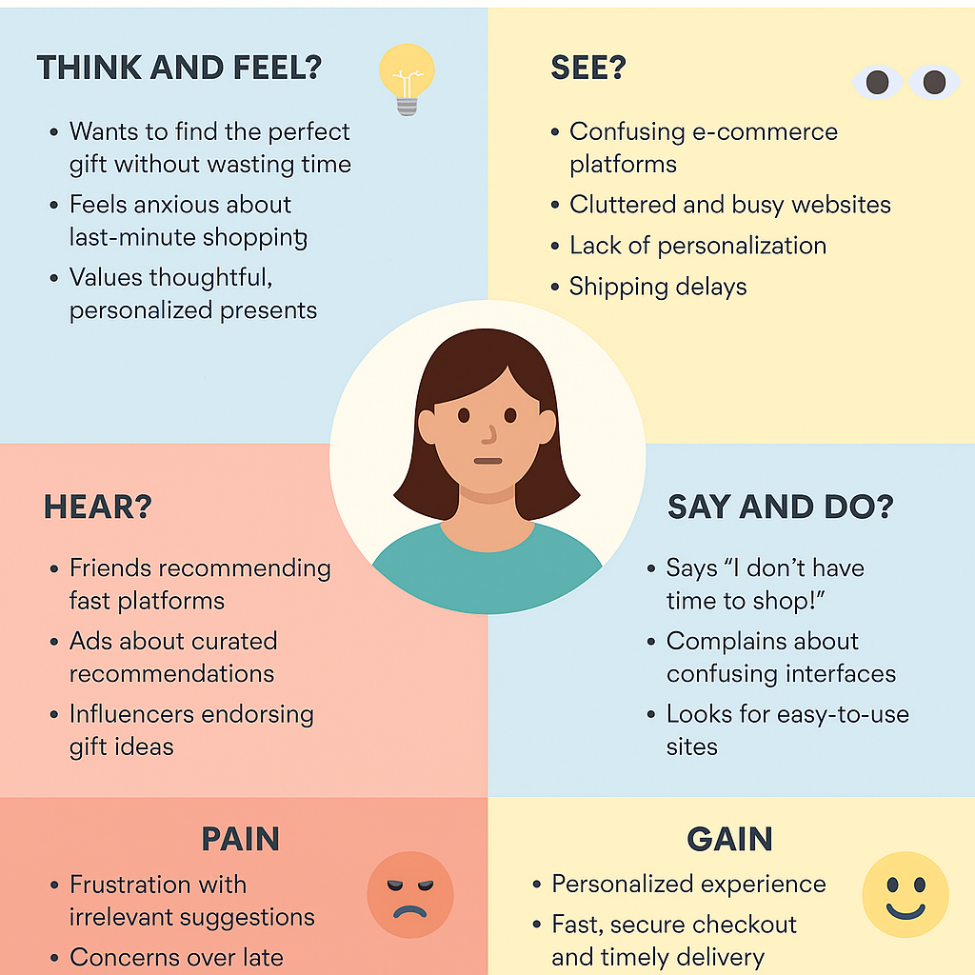 THINK AND FEEL?
• Wants to find the perfect
gift without wasting time
• Feels anxious about
last-minute shopping
• Values thoughtful,
personalized presents
SEE?
• Confusing e-commerce
platforms
• Cluttered and busy websites
• Lack of personalization
• Shipping delays
HEAR?
• Friends recommending
fast platforms
• Ads about curated
recommendations
• Influencers endorsing
gift ideas
SAY AND DO?
• Says “I don’t have
time to shop!”
• Complains about
confusing interfaces
• Looks for easy-to-use
sites
PAIN
• Frustration with
irrelevant suggestions
• Concerns over late
GAIN
• Personalized experience
• Fast, secure checkout
and timely delivery